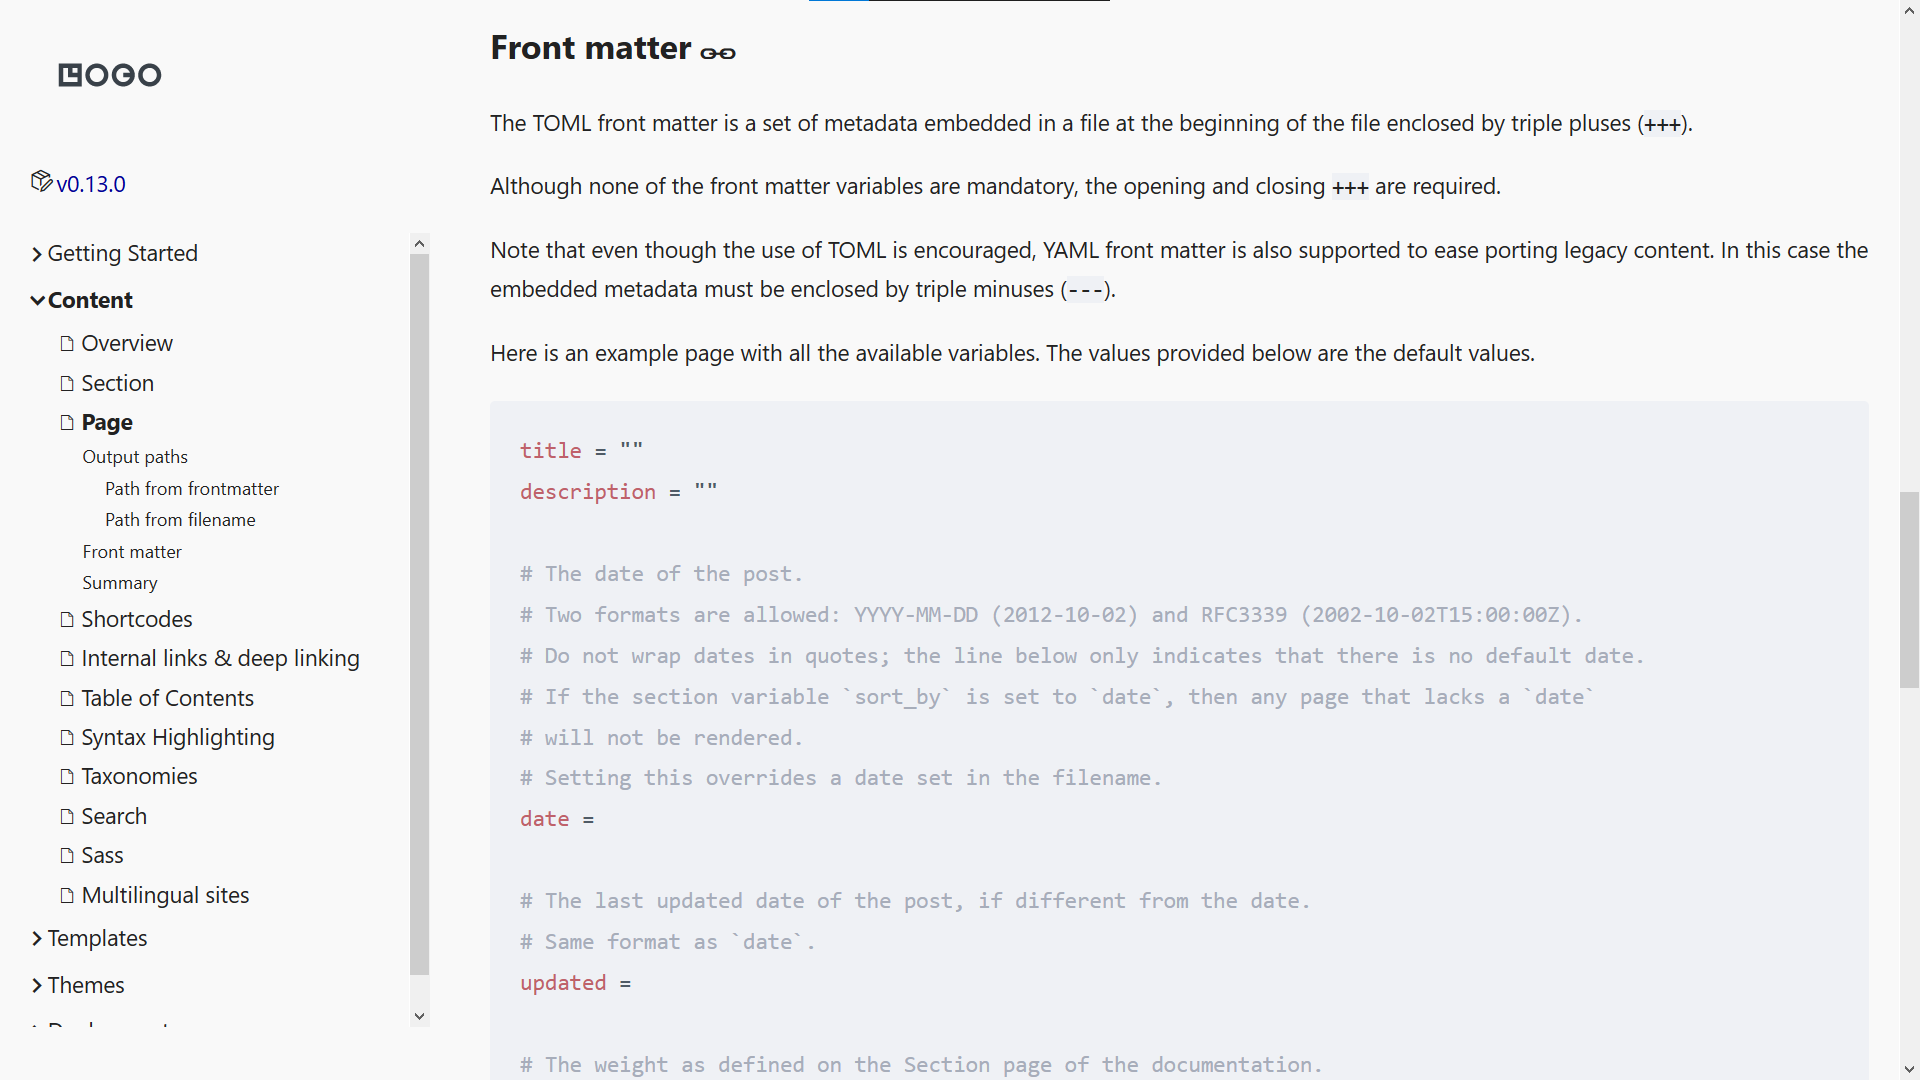 LOGO
v0.13.0
Getting Started
Content
Overview
Section
Page
Output paths
Path from frontmatter
Path from filename
Front matter
Summary
Shortcodes
Internal links & deep linking
Table of Contents
Syntax Highlighting
Taxonomies
Search
Sass
Multilingual sites
Templates
Themes
Front matter
The TOML front matter is a set of metadata embedded in a file at the beginning of the file enclosed by triple pluses (+++).
Although none of the front matter variables are mandatory, the opening and closing +++ are required.
Note that even though the use of TOML is encouraged, YAML front matter is also supported to ease porting legacy content. In this case the
embedded metadata must be enclosed by triple minuses (---).
Here is an example page with all the available variables. The values provided below are the default values.
title = ""
description = ""
# The date of the post.
# Two formats are allowed: YYYY-MM-DD (2012-10-02) and RFC3339 (2002-10-02T15:00:00Z).
# Do not wrap dates in quotes; the line below only indicates that there is no default date.
# If the section variable `sort_by` is set to `date`, then any page that lacks a `date`
# will not be rendered.
# Setting this overrides a date set in the filename.
date =
# The last updated date of the post, if different from the date.
# Same format as `date`.
updated =
# The weight as defined on the Section page of the documentation.